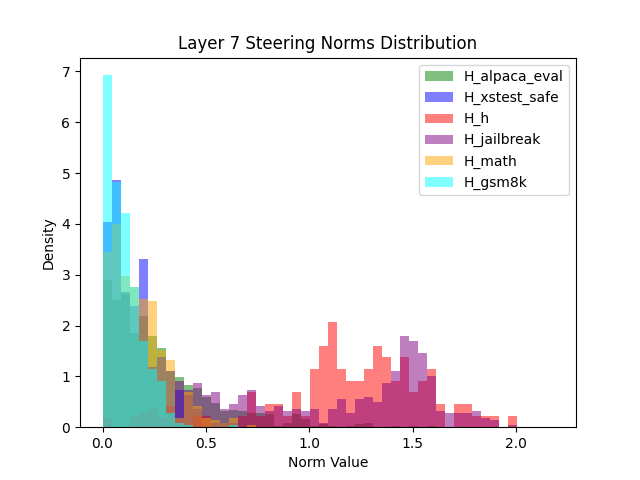 Layer 7 Steering Norms Distribution
7
6
5
4
3
2
1
0
Density
H_alpaca_eval
H_xstest_safe
H_h
H_jailbreak
H_math
H_gsm8k
0.0
0.5
1.0
1.5
2.0
Norm Value